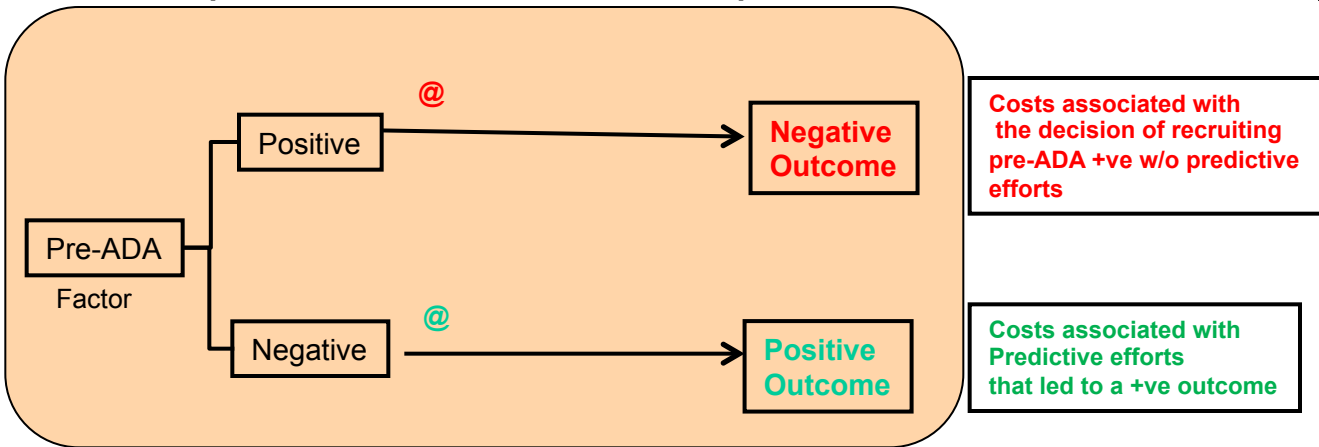 @
Positive
Negative
Outcome
Costs associated with
the decision of recruiting
pre-ADA +ve w/o predictive
efforts
Pre-ADA
Factor
@
Negative
Positive
Outcome
Costs associated with
Predictive efforts
that led to a +ve outcome